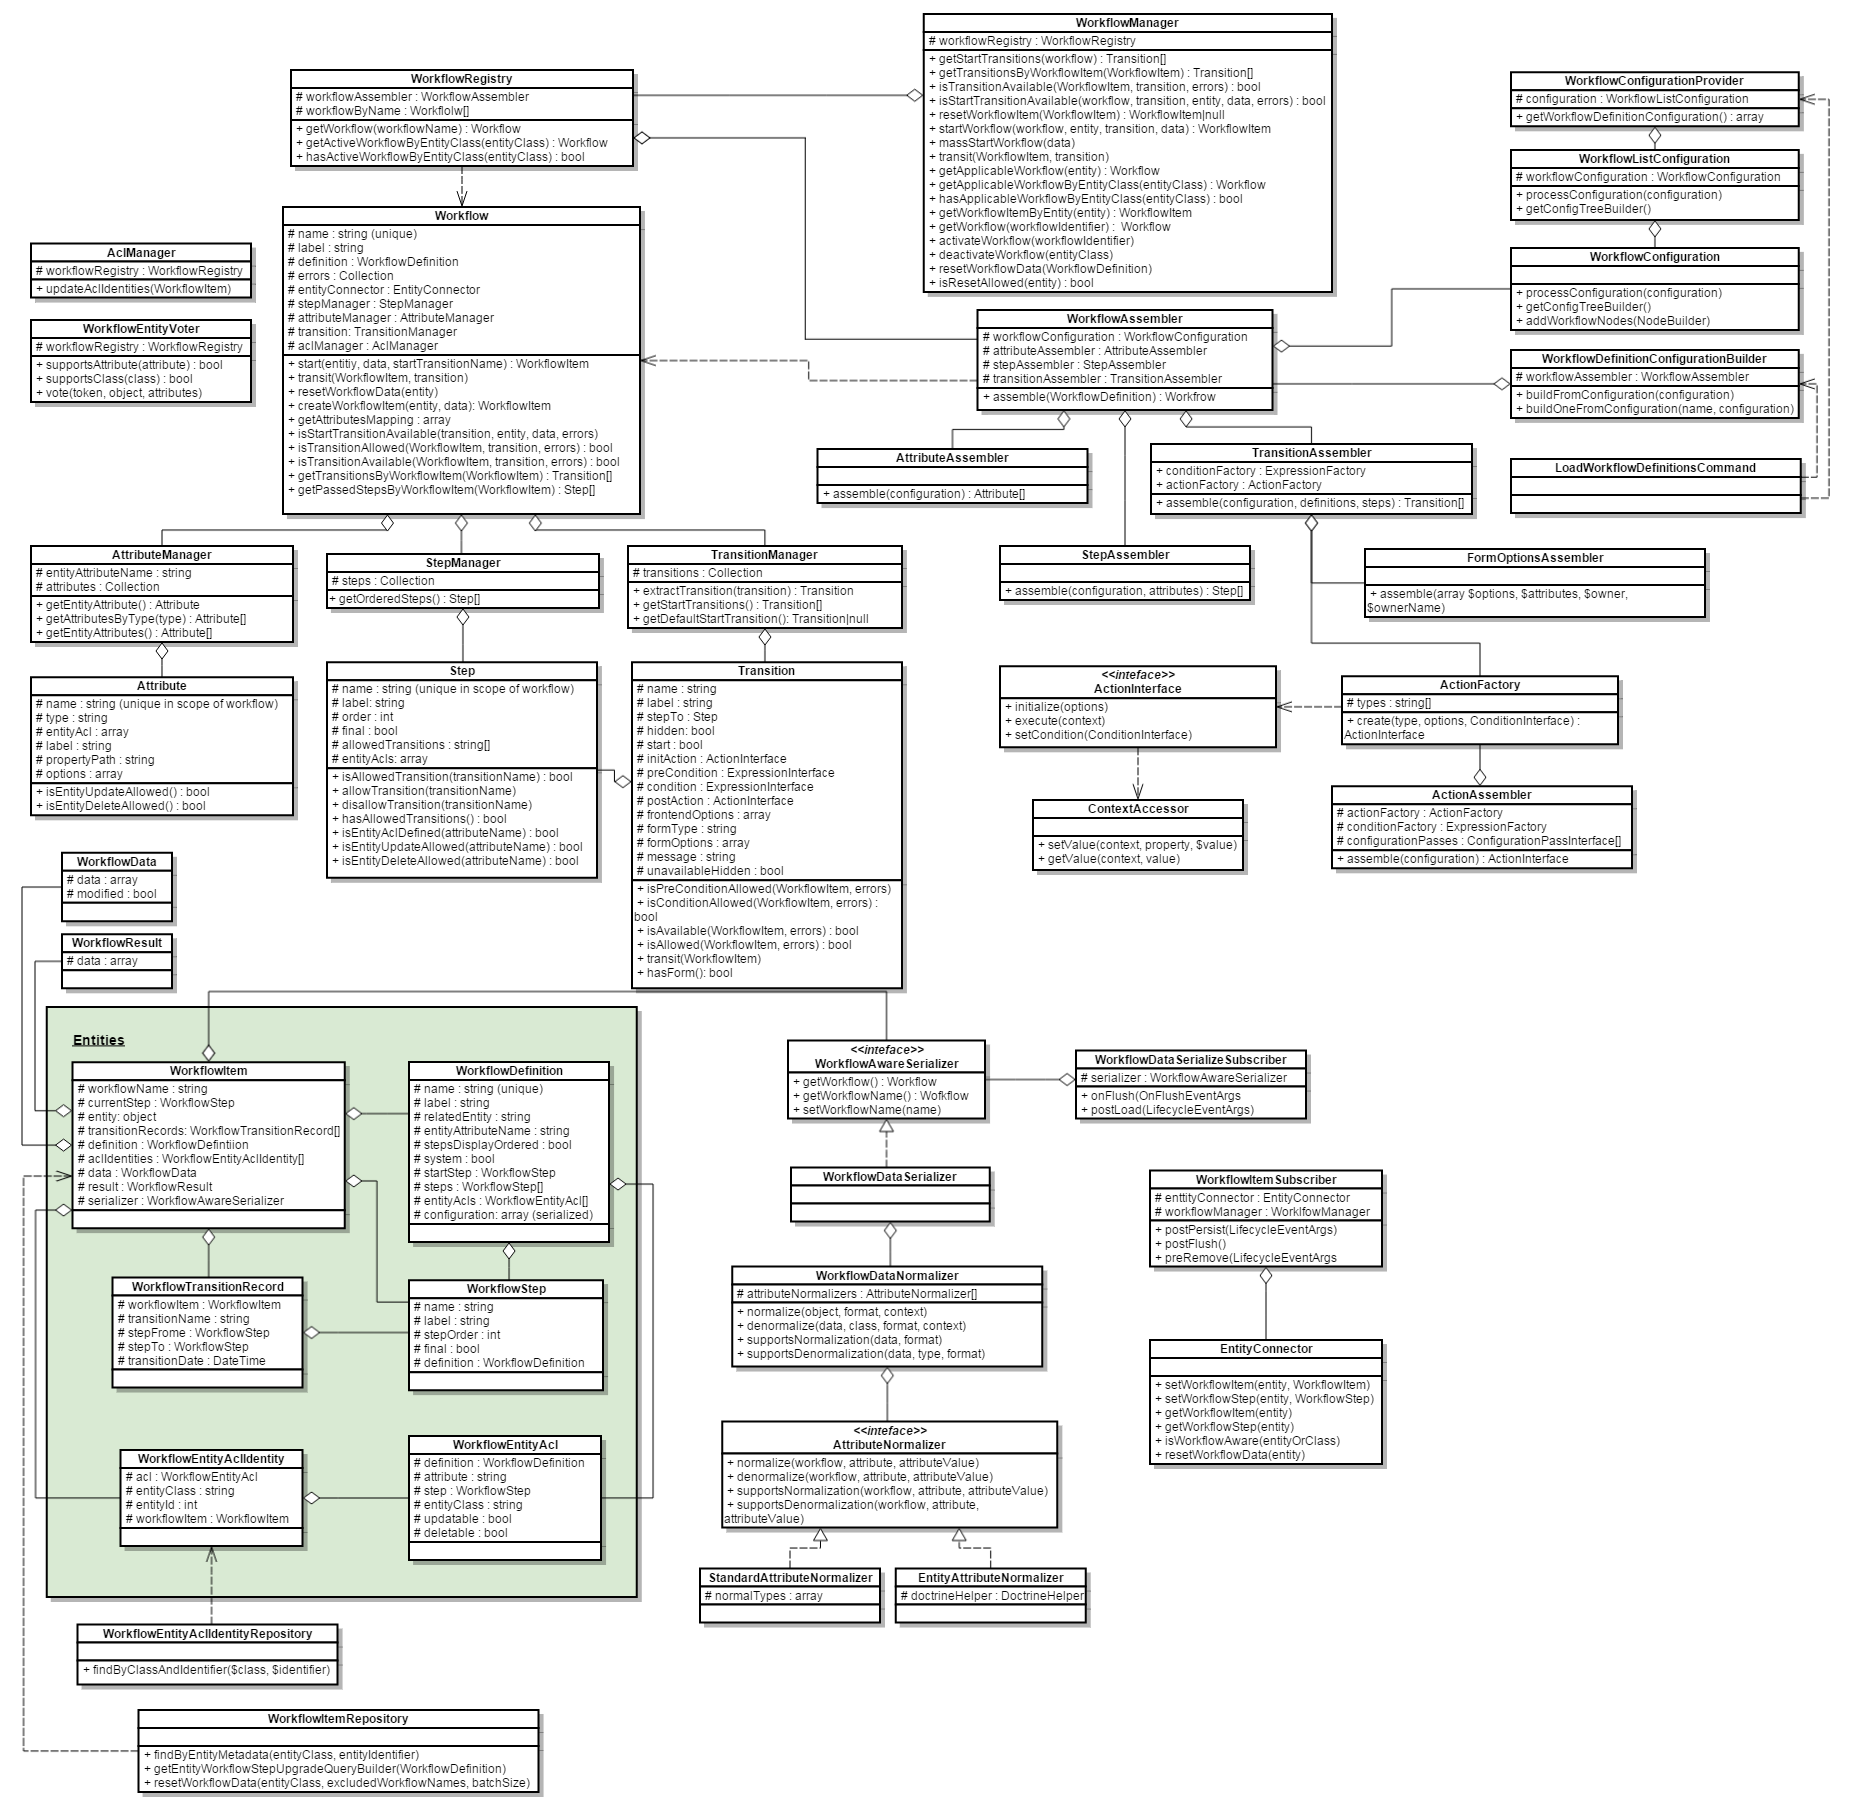 WorkflowManager
# workflowRegistry : WorkflowRegistry
+ getStartTransitions(workflow) : Transition[]
+ getTransitionsByWorkflowItem(WorkflowItem) : Transition[]
+ isTransitionAvailable(WorkflowItem, transition, errors) : bool
+ isStartTransitionAvailable(workflow, transition, entity, data, errors) : bool
+ resetWorkflowItem(WorkflowItem) : WorkflowItem|null
+ startWorkflow(workflow, entity, transition, data) : WorkflowItem
+ massStartWorkflow(data)
+ transit(WorkflowItem, transition)
+ getApplicableWorkflow(entity) : Workflow
+ getApplicableWorkflowByEntityClass(entityClass) : Workflow
+ hasApplicableWorkflowByEntityClass(entityClass) : bool
+ getWorkflowItemByEntity(entity) : WorkflowItem
+ getWorkflow(workflowIdentifier) :  Workflow
+ activateWorkflow(workflowIdentifier)
+ deactivateWorkflow(entityClass)
+ resetWorkflowData(WorkflowDefinition)
+ isResetAllowed(entity) : bool
WorkflowRegistry
# workflowAssembler : WorkflowAssembler
# workflowByName : Workfolw[]
+ getWorkflow(workflowName) : Workflow
+ getActiveWorkflowByEntityClass(entityClass) : Workflow
+ hasActiveWorkflowByEntityClass(entityClass) : bool
WorkflowConfigurationProvider
# configuration : WorkflowListConfiguration
+ getWorkflowDefinitionConfiguration() : array
WorkflowListConfiguration
# workflowConfiguration : WorkflowConfiguration
+ processConfiguration(configuration)
+ getConfigTreeBuilder()
WorkflowConfiguration
+ processConfiguration(configuration)
+ getConfigTreeBuilder()
+ addWorkflowNodes(NodeBuilder)
Workflow
# name : string (unique)
# label : string
# definition : WorkflowDefinition
# errors : Collection
# entityConnector : EntityConnector
# stepManager : StepManager
# attributeManager : AttributeManager
# transition: TransitionManager
# aclManager : AclManager
+ start(entity, data, startTransitionName) : WorkflowItem
+ transit(WorkflowItem, transition)
+ resetWorkflowData(entity)
+ createWorkflowItem(entity, data): WorkflowItem
+ getAttributesMapping : array
+ isStartTransitionAvailable(transition, entity, data, errors)
+ isTransitionAllowed(WorkflowItem, transition, errors) : bool
+ isTransitionAvailable(WorkflowItem, transition, errors) : bool
+ getTransitionsByWorkflowItem(WorkflowItem) : Transition[]
+ getPassedStepsByWorkflowItem(WorkflowItem) : Step[]
AclManager
# workflowRegistry : WorkflowRegistry
+ updateAclIdentities(WorkflowItem)
WorkflowEntityVoter
# workflowRegistry : WorkflowRegistry
+ supportsAttribute(attribute) : bool
+ supportsClass(class) : bool
+ vote(token, object, attributes)
WorkflowAssembler
# workflowConfiguration : WorkflowConfiguration
# attributeAssembler : AttributeAssembler
# stepAssembler : StepAssembler
# transitionAssembler : TransitionAssembler
+ assemble(WorkflowDefinition) : Workfrow
WorkflowDefinitionConfigurationBuilder
# workflowAssembler : WorkflowAssembler
+ buildFromConfiguration(configuration)
+ buildOneFromConfiguration(name, configuration)
LoadWorkflowDefinitionsCommand
AttributeAssembler
+ assemble(configuration) : Attribute[]
TransitionAssembler
+ conditionFactory : ExpressionFactory
+ actionFactory : ActionFactory
+ assemble(configuration, definitions, steps) : Transition[]
StepAssembler
+ assemble(configuration, attributes) : Step[]
FormOptionsAssembler
+ assemble(array $options, $attributes, $owner,
$ownerName)
AttributeManager
# entityAttributeName : string
# attributes : Collection
+ getEntityAttribute() : Attribute
+ getAttributesByType(type) : Attribute[]
+ getEntityAttributes() : Attribute[]
StepManager
# steps : Collection
+ getOrderedSteps() : Step[]
TransitionManager
# transitions : Collection
+ extractTransition(transition) : Transition
+ getStartTransitions() : Transition[]
+ getDefaultStartTransition(): Transition|null
Attribute
# name : string (unique in scope of workflow)
# type : string
# entityAcl : array
# label : string
# propertyPath : string
# options : array
+ isEntityUpdateAllowed() : bool
+ isEntityDeleteAllowed() : bool
Step
# name : string (unique in scope of workflow)
# label: string
# order : int
# final : bool
# allowedTransitions : string[]
# entityAcls: array
+ isAllowedTransition(transitionName) : bool
+ allowTransition(transitionName)
+ disallowTransition(transitionName)
+ hasAllowedTransitions() : bool
+ isEntityAclDefined(attributeName) : bool
+ isEntityUpdateAllowed(attributeName) : bool
+ isEntityDeleteAllowed(attributeName) : bool
Transition
# name : string
# label : string
# stepTo : Step
# hidden: bool
# start : bool
# initAction : ActionInterface
# preCondition : ExpressionInterface
# condition : ExpressionInterface
# postAction : ActionInterface
# frontendOptions : array
# formType : string
# formOptions : array
# message : string
# unavailableHidden : bool
+ isPreConditionAllowed(WorkflowItem, errors)
+ isConditionAllowed(WorkflowItem, errors) :
bool
+ isAvailable(WorkflowItem, errors) : bool
+ isAllowed(WorkflowItem, errors) : bool
+ transit(WorkflowItem)
+ hasForm(): bool
<<inteface>>
ActionInterface
+ initialize(options)
+ execute(context)
+ setCondition(ConditionInterface)
ActionFactory
# types : string[]
+ create(type, options, ConditionInterface) :
ActionInterface
ContextAccessor
+ setValue(context, property, $value)
+ getValue(context, value)
ActionAssembler
# actionFactory : ActionFactory
# conditionFactory : ExpressionFactory
# configurationPasses : ConfigurationPassInterface[]
+ assemble(configuration) : ActionInterface
WorkflowData
# data : array
# modified : bool
WorkflowResult
# data : array
Entities
WorkflowItem
# workflowName : string
# currentStep : WorkflowStep
# entity: object
# transitionRecords: WorkflowTransitionRecord[]
# definition : WorkflowDefintiion
# aclIdentities : WorkflowEntityAclIdentity[]
# data : WorkflowData
# result : WorkflowResult
# serializer : WorkflowAwareSerializer
WorkflowDefinition
# name : string (unique)
# label : string
# relatedEntity : string
# entityAttributeName : string
# stepsDisplayOrdered : bool
# system : bool
# startStep : WorkflowStep
# steps : WorkflowStep[]
# entityAcls : WorkflowEntityAcl[]
# configuration: array (serialized)
WorkflowTransitionRecord
# workflowItem : WorkflowItem
# transitionName : string
# stepFrome : WorkflowStep
# stepTo : WorkflowStep
# transitionDate : DateTime
WorkflowStep
# name : string
# label : string
# stepOrder : int
# final : bool
# definition : WorkflowDefinition
WorkflowEntityAclIdentity
# acl : WorkflowEntityAcl
# entityClass : string
# entityId : int
# workflowItem : WorkflowItem
WorkflowEntityAcl
# definition : WorkflowDefinition
# attribute : string
# step : WorkflowStep
# entityClass : string
# updatable : bool
# deletable : bool
WorkflowEntityAclIdentityRepository
+ findByClassAndIdentifier($class, $identifier)
WorkflowItemRepository
+ findByEntityMetadata(entityClass, entityIdentifier)
+ getEntityWorkflowStepUpgradeQueryBuilder(WorkflowDefinition)
+ resetWorkflowData(entityClass, excludedWorkflowNames, batchSize)
<<inteface>>
WorkflowAwareSerializer
+ getWorkflow() : Workflow
+ getWorkflowName() : Wofkflow
+ setWorkflowName(name)
WorkflowDataSerializeSubscriber
# serializer : WorkflowAwareSerializer
+ onFlush(OnFlushEventArgs
+ postLoad(LifecycleEventArgs)
WorkflowDataSerializer
WorkflowItemSubscriber
# enttityConnector : EntityConnector
# workflowManager : WorklfowManager
+ postPersist(LifecycleEventArgs)
+ postFlush()
+ preRemove(LifecycleEventArgs
WorkflowDataNormalizer
# attributeNormalizers : AttributeNormalizer[]
+ normalize(object, format, context)
+ denormalize(data, class, format, context)
+ supportsNormalization(data, format)
+ supportsDenormalization(data, type, format)
EntityConnector
+ setWorkflowItem(entity, WorkflowItem)
+ setWorkflowStep(entity, WorkflowStep)
+ getWorkflowItem(entity)
+ getWorkflowStep(entity)
+ isWorkflowAware(entityOrClass)
+ resetWorkflowData(entity)
<<inteface>>
AttributeNormalizer
+ normalize(workflow, attribute, attributeValue)
+ denormalize(workflow, attribute, attributeValue)
+ supportsNormalization(workflow, attribute, attributeValue)
+ supportsDenormalization(workflow, attribute,
attributeValue)
StandardAttributeNormalizer
# normalTypes : array
EntityAttributeNormalizer
# doctrineHelper : DoctrineHelper